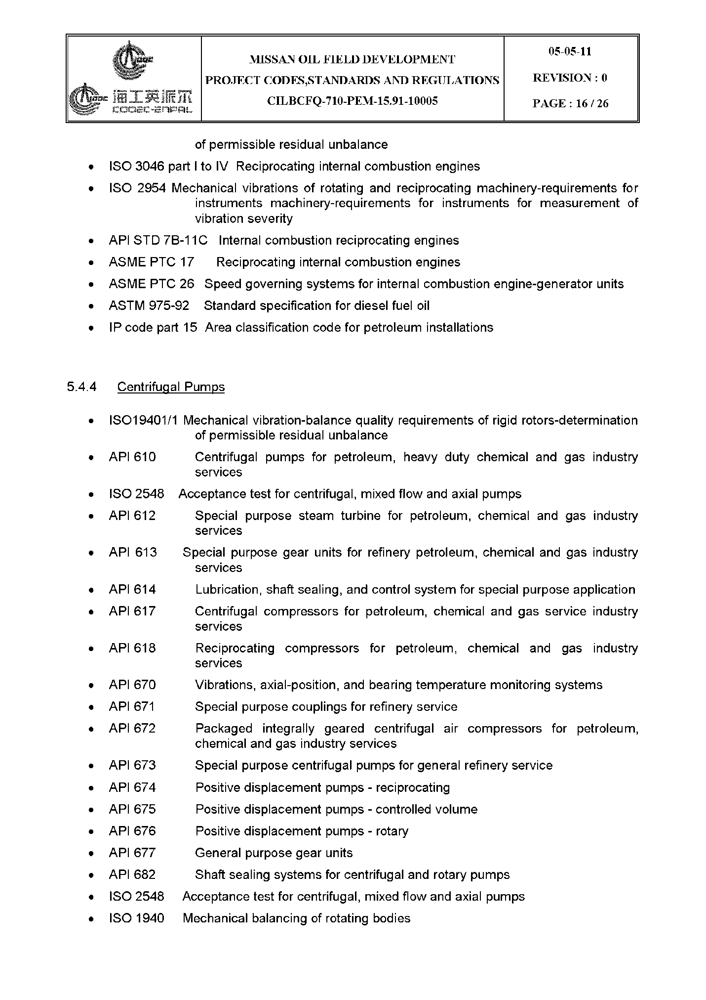 MISSAN OIL FIELD DEVELOPMENT
PROJECT CODES,STANDARDS AND REGULATIONS
CILBCFQ-710-PEM-15.91-10005
05-05-11
REVISION : 0
PAGE : 16 / 26
海工英派尔
COOEC-ENPAL
of permissible residual unbalance
• ISO 3046 part I to IV Reciprocating internal combustion engines
• ISO 2954 Mechanical vibrations of rotating and reciprocating machinery-requirements for
instruments machinery-requirements for instruments for measurement of
vibration severity
• API STD 7B-11C Internal combustion reciprocating engines
• ASME PTC 17 Reciprocating internal combustion engines
• ASME PTC 26 Speed governing systems for internal combustion engine-generator units
• ASTM 975-92 Standard specification for diesel fuel oil
• IP code part 15 Area classification code for petroleum installations
5.4.4 Centrifugal Pumps
• ISO19401/1 Mechanical vibration-balance quality requirements of rigid rotors-determination
of permissible residual unbalance
• API 610 Centrifugal pumps for petroleum, heavy duty chemical and gas industry
services
• ISO 2548 Acceptance test for centrifugal, mixed flow and axial pumps
• API 612 Special purpose steam turbine for petroleum, chemical and gas industry
services
• API 613 Special purpose gear units for refinery petroleum, chemical and gas industry
services
• API 614 Lubrication, shaft sealing, and control system for special purpose application
• API 617 Centrifugal compressors for petroleum, chemical and gas service industry
services
• API 618 Reciprocating compressors for petroleum, chemical and gas industry
services
• API 670 Vibrations, axial-position, and bearing temperature monitoring systems
• API 671 Special purpose couplings for refinery service
• API 672 Packaged integrally geared centrifugal air compressors for petroleum,
chemical and gas industry services
• API 673 Special purpose centrifugal pumps for general refinery service
• API 674 Positive displacement pumps - reciprocating
• API 675 Positive displacement pumps - controlled volume
• API 676 Positive displacement pumps - rotary
• API 677 General purpose gear units
• API 682 Shaft sealing systems for centrifugal and rotary pumps
• ISO 2548 Acceptance test for centrifugal, mixed flow and axial pumps
• ISO 1940 Mechanical balancing of rotating bodies